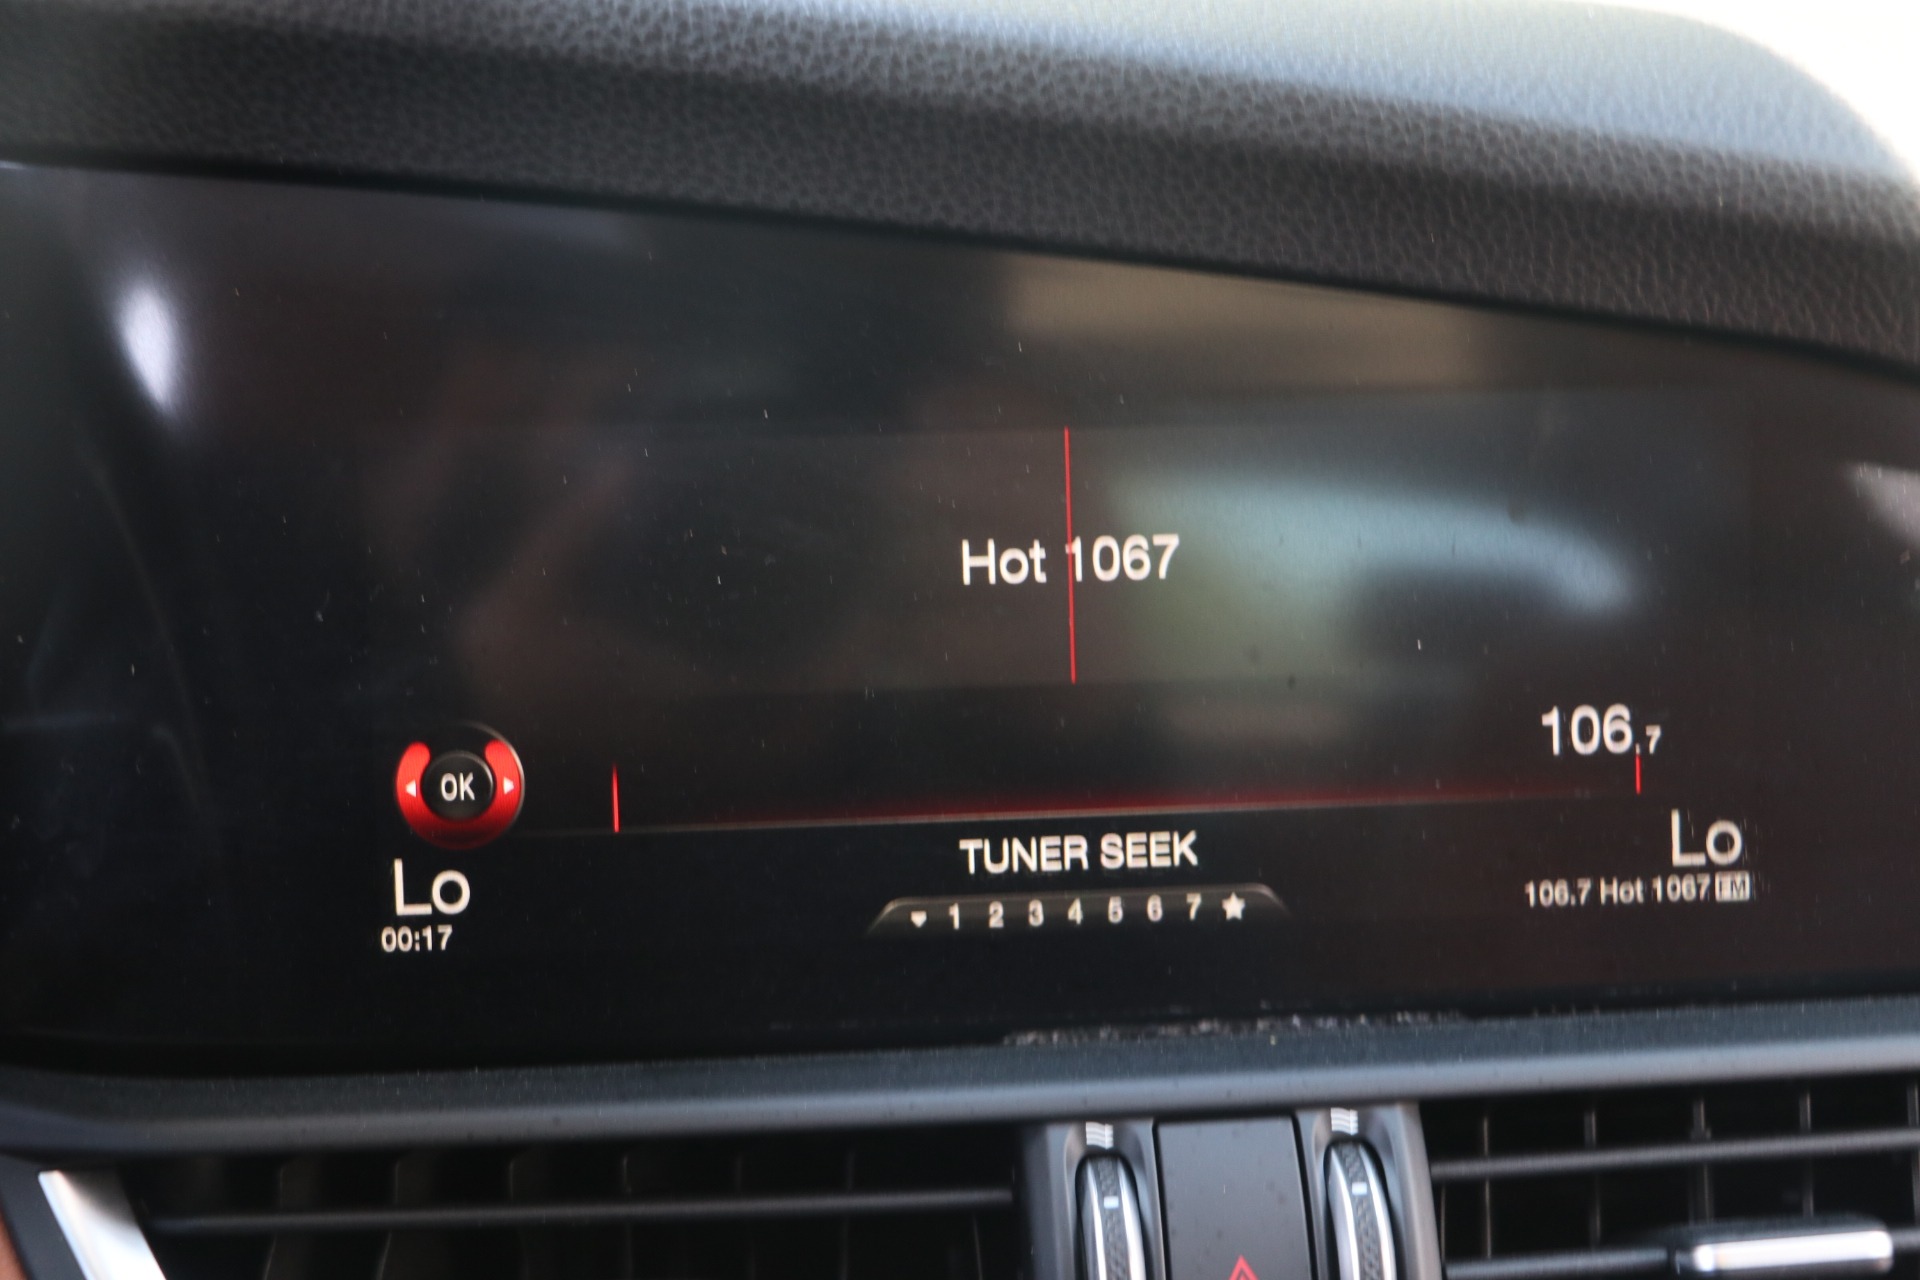 Hot 1067
106.7
OK
TUNER SEEK
Lo
Lo
1 2 3 4 5 6 7
106.7 Hot 1067 FM
00:17